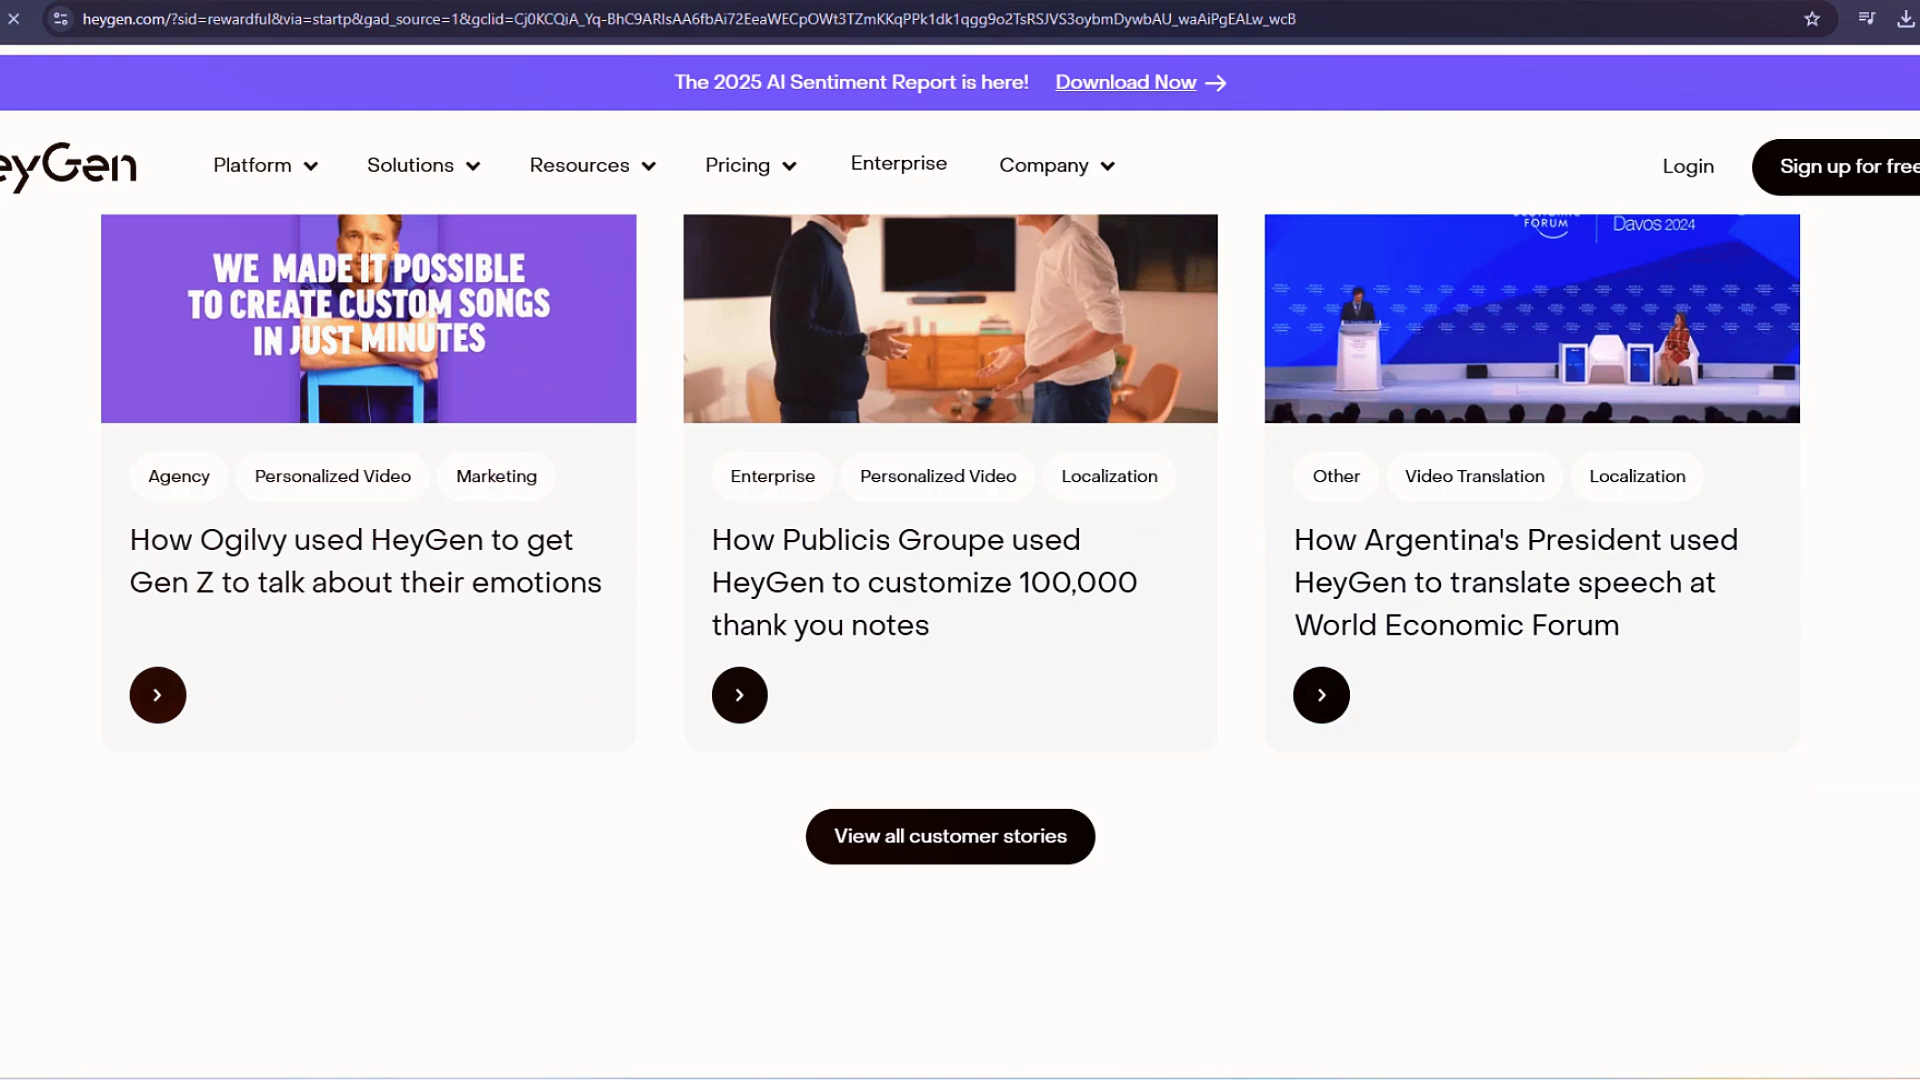 heygen.com/?sid=rewardful&via=startp&gad_source=1&gclid=Cj0KCQiA_Yq-BhC9ARIsAA6fbAi72EeaWECpOWt3TZmKKqPPk1dk1qgg9o2TsRSJVS3oybmDywbAU_waAiPgEALw_wcB
The 2025 AI Sentiment Report is here! Download Now →
eyGen Platform Solutions Resources Pricing Enterprise Company Login Sign up for free
WE MADE IT POSSIBLE
TO CREATE CUSTOM SONGS
IN JUST MINUTES
FORUM
Davos 2024
Agency Personalized Video Marketing
How Ogilvy used HeyGen to get
Gen Z to talk about their emotions
Enterprise Personalized Video Localization
How Publicis Groupe used
HeyGen to customize 100,000
thank you notes
Other Video Translation Localization
How Argentina's President used
HeyGen to translate speech at
World Economic Forum
View all customer stories